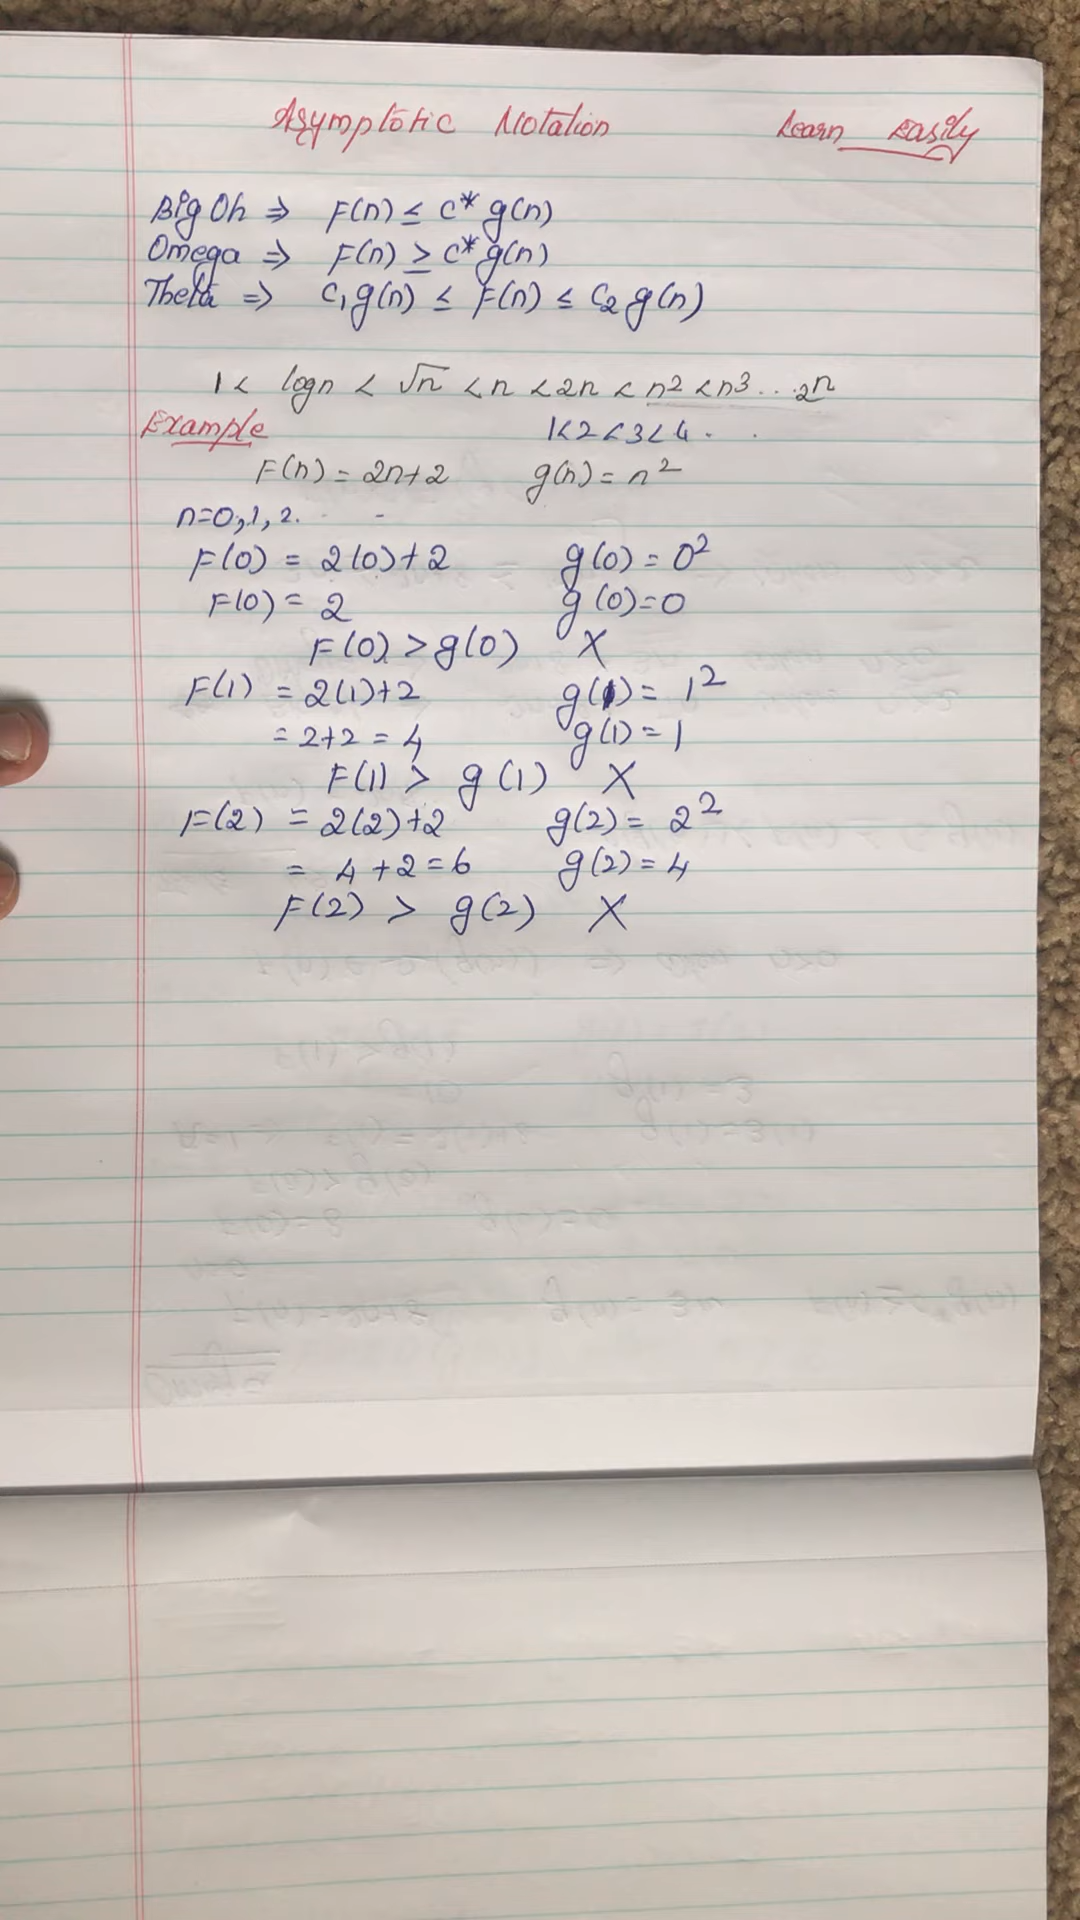 Asymptotic Notation Learn Easily
Big Oh ⇒ F(n) ≤ c* g(n)
Omega ⇒ F(n) ≥ c* g(n)
Theta ⇒ C₁g(n) ≤ F(n) ≤ C₂ g(n)
1 < logn < √n < n < 2n < n² < n³ . . 2ⁿ
Example 1<2<3<4 . .
F(n) = 2n+2 g(n) = n²
n=0,1,2. . -
F(0) = 2(0)+2 g(0) = 0²
F(0) = 2 g(0)=0
F(0) > g(0) X
F(1) = 2(1)+2 g(1) = 1²
= 2+2 = 4 g(1) = 1
F(1) > g(1) X
F(2) = 2(2)+2 g(2) = 2²
= 4+2=6 g(2)=4
F(2) > g(2) X